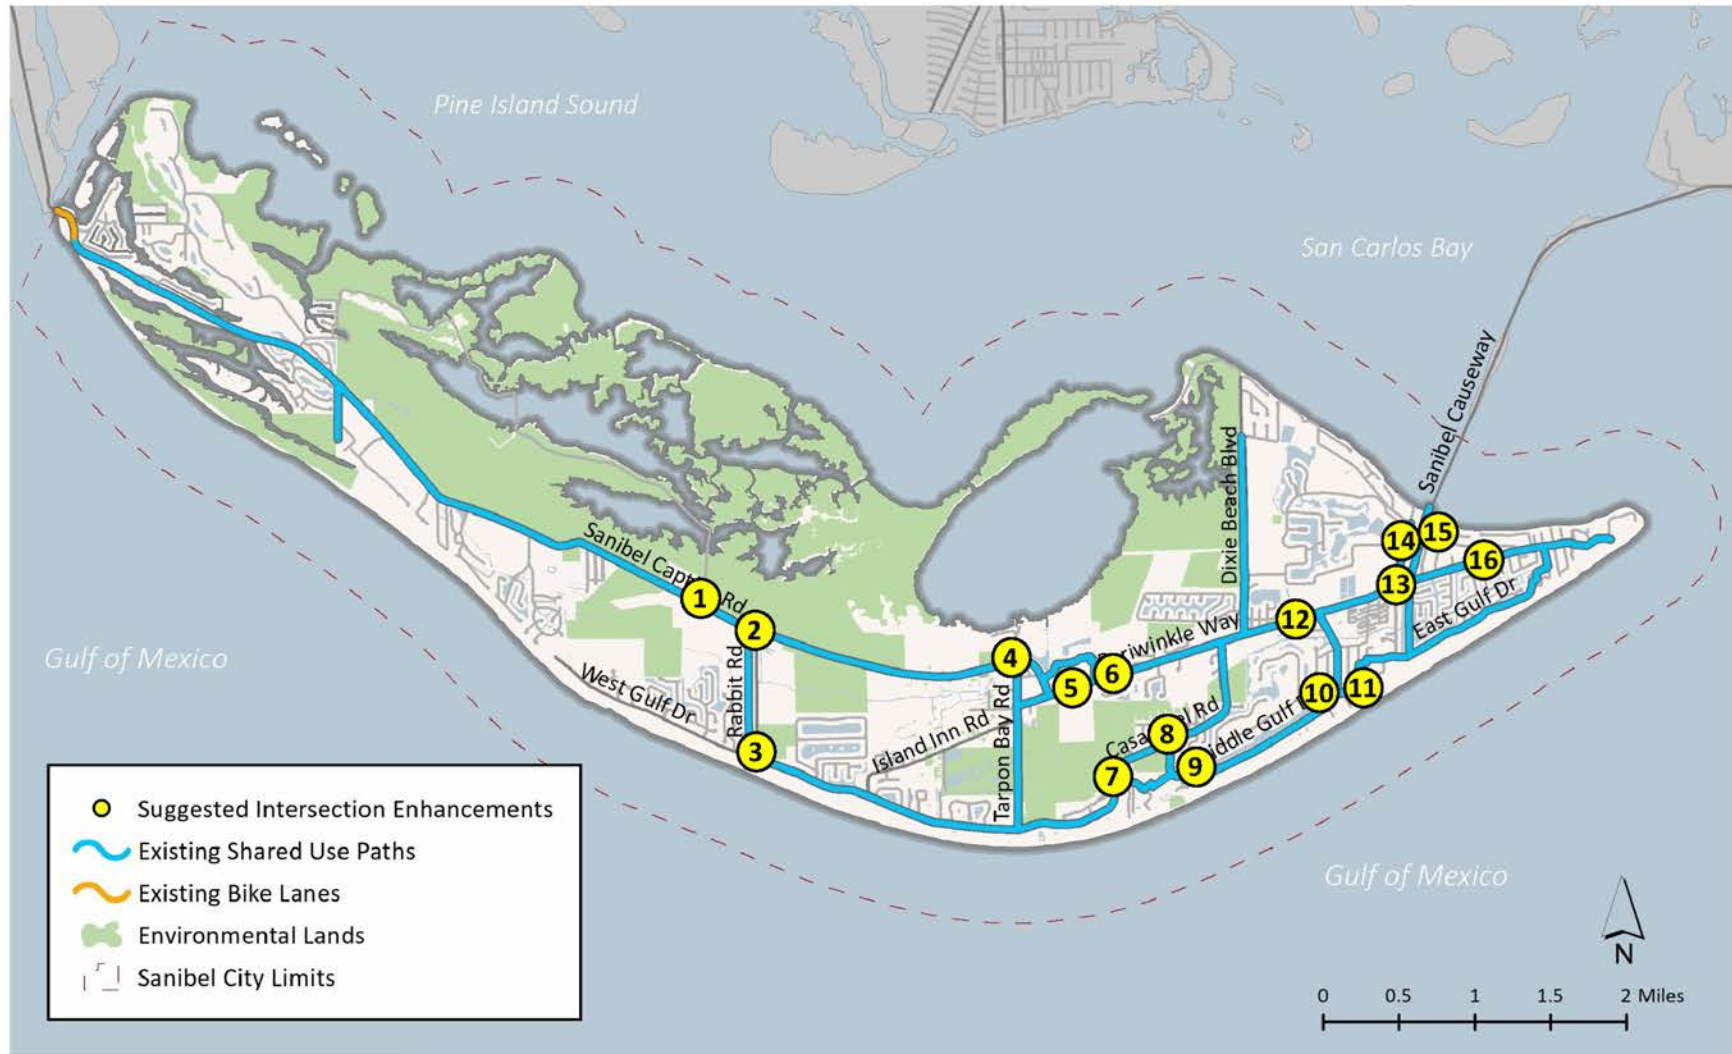 Pine Island Sound
San Carlos Bay
Sanibel Causeway
Dixie Beach Blvd
14
15
16
13
East Gulf Dr
12
Periwinkle Way
Sanibel Capt
Rd
1
2
4
6
5
10
11
Gulf of Mexico
West Gulf Dr
Rabbit Rd
Island Inn Rd
Tarpon Bay Rd
8
Rd
9
Middle Gulf
7
3
Suggested Intersection Enhancements
Existing Shared Use Paths
Existing Bike Lanes
Environmental Lands
Sanibel City Limits
Gulf of Mexico
N
0 0.5 1 1.5 2 Miles